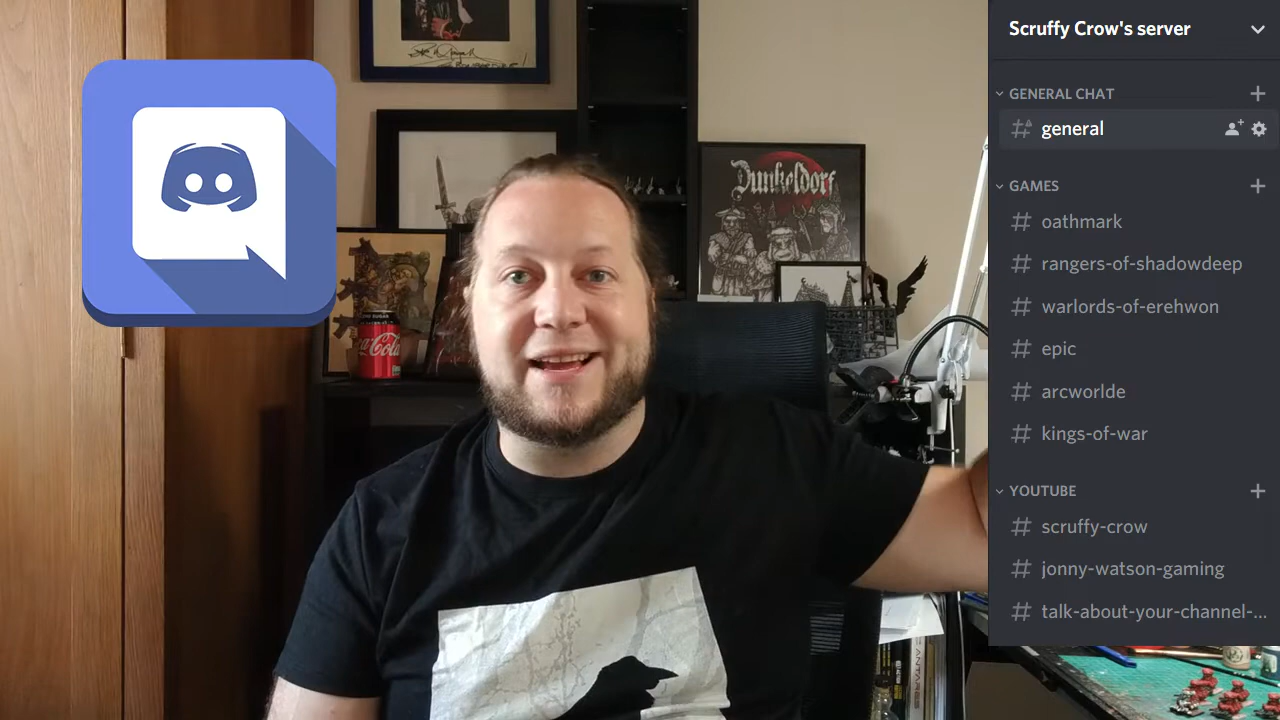 Scruffy Crow's server
GENERAL CHAT
# general
GAMES
# oathmark
# rangers-of-shadowdeep
# warlords-of-erehwon
# epic
# arcworlde
# kings-of-war
YOUTUBE
# scruffy-crow
# jonny-watson-gaming
# talk-about-your-channel-...
Dunkeldorf
Coca-Cola
ANTARES